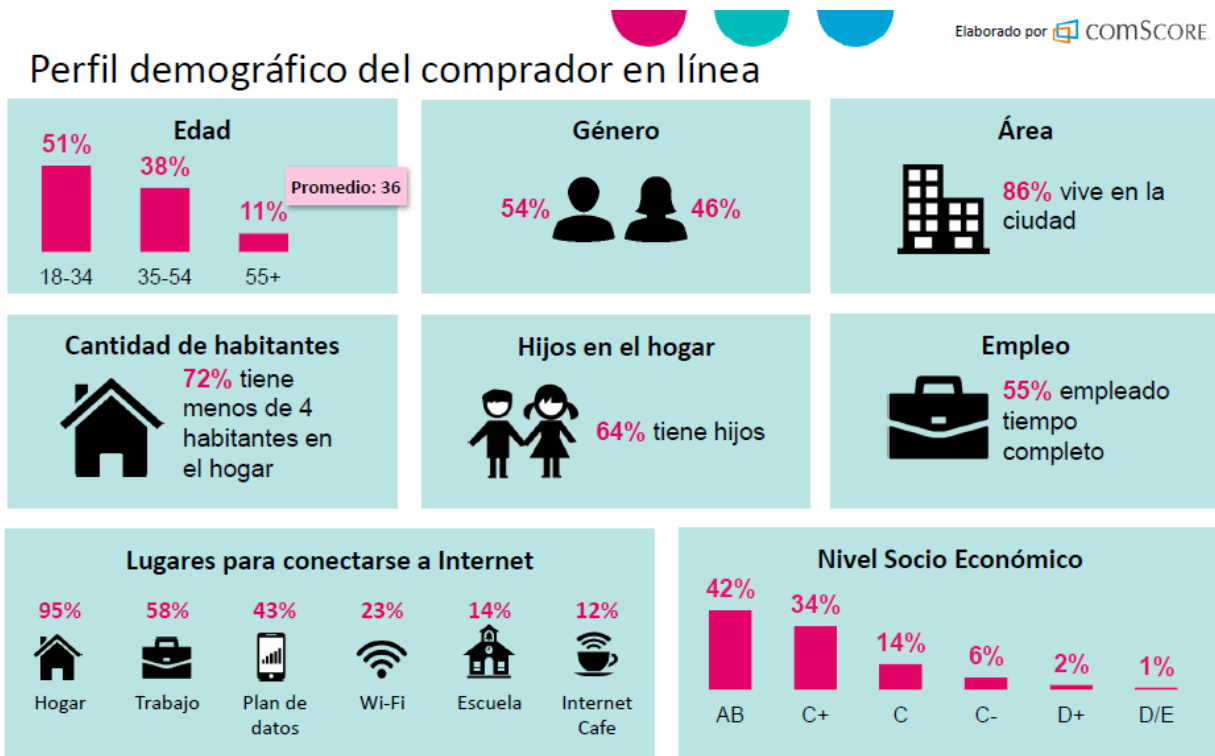 Elaborado por comSCORE.
Perfil demográfico del comprador en línea
Edad
51%
38%
11%
Promedio: 36
18-34 35-54 55+
Género
54% 46%
Área
86% vive en la
ciudad
Cantidad de habitantes
72% tiene
menos de 4
habitantes en
el hogar
Hijos en el hogar
64% tiene hijos
Empleo
55% empleado
tiempo
completo
Lugares para conectarse a Internet
95% 58% 43% 23% 14% 12%
Hogar Trabajo Plan de datos Wi-Fi Escuela Internet Cafe
Nivel Socio Económico
42%
34%
14%
6%
2%
1%
AB C+ C C- D+ D/E